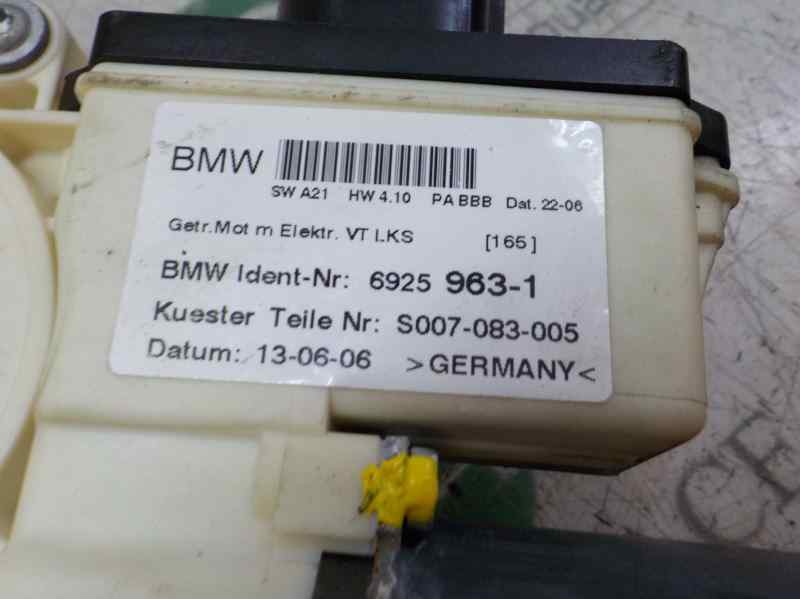 BMW
SW A21 HW 4.10 PA BBB Dat. 22-06
Getr.Mot m Elektr. VT l.KS [165]
BMW Ident-Nr: 6925 963-1
Kuester Teile Nr: S007-083-005
Datum: 13-06-06 >GERMANY<